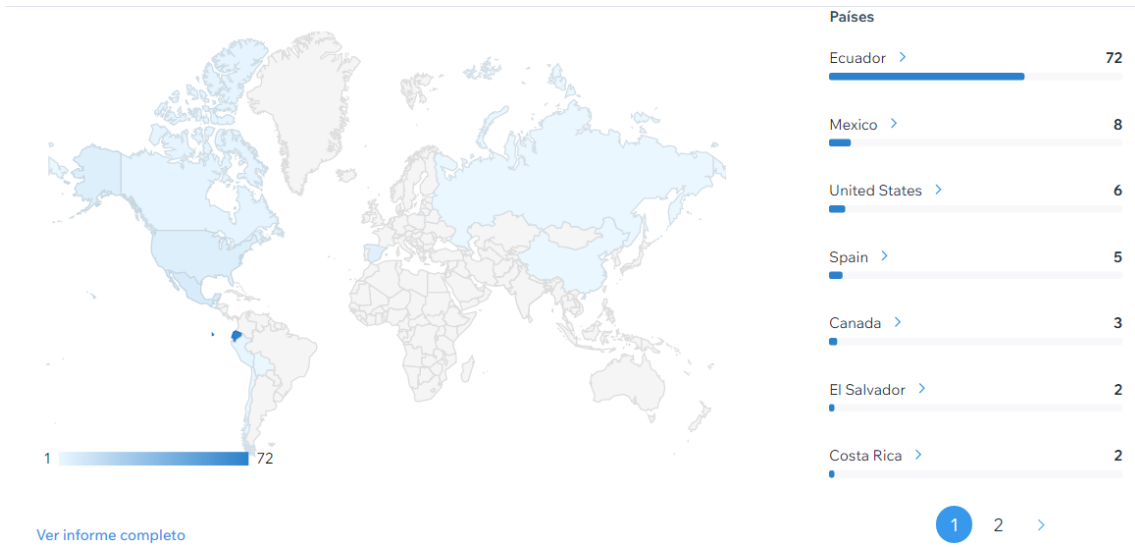 Países
Ecuador 72
Mexico 8
United States 6
Spain 5
Canada 3
El Salvador 2
Costa Rica 2
1 72
Ver informe completo
1 2